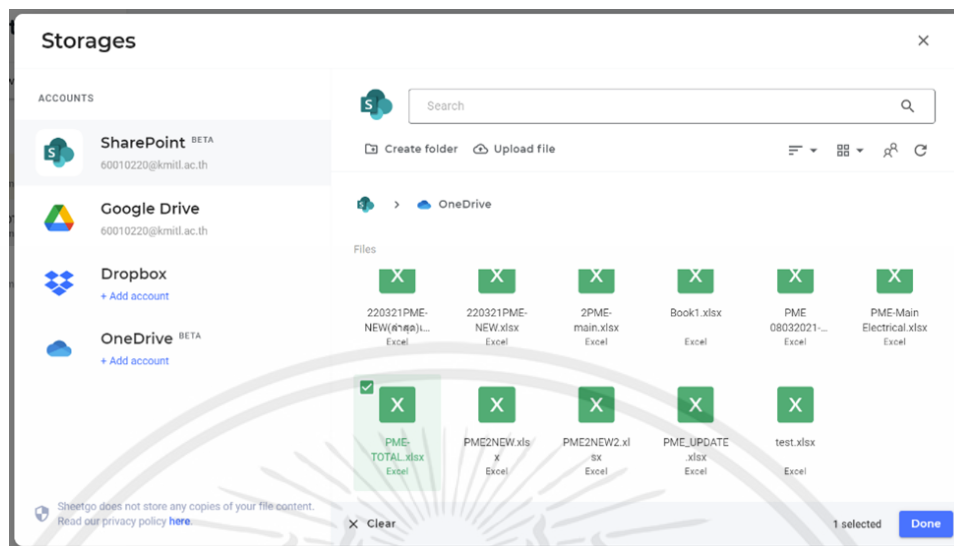 Storages
ACCOUNTS
SharePoint BETA
60010220@kmitl.ac.th
Google Drive
60010220@kmitl.ac.th
Dropbox
+ Add account
OneDrive BETA
+ Add account
Sheetgo does not store any copies of your file content.
Read our privacy policy here.
Search
Create folder Upload file
> OneDrive
Files
220321PME-
NEW(ล่าสุด)เ...
Excel
220321PME-
NEW.xlsx
Excel
2PME-
main.xlsx
Excel
Book1.xlsx
Excel
PME
08032021-...
Excel
PME-Main
Electrical.xlsx
Excel
PME-
TOTAL.xlsx
Excel
PME2NEW.xls
x
Excel
PME2NEW2.xl
sx
Excel
PME_UPDATE
.xlsx
Excel
test.xlsx
Excel
Clear
1 selected
Done